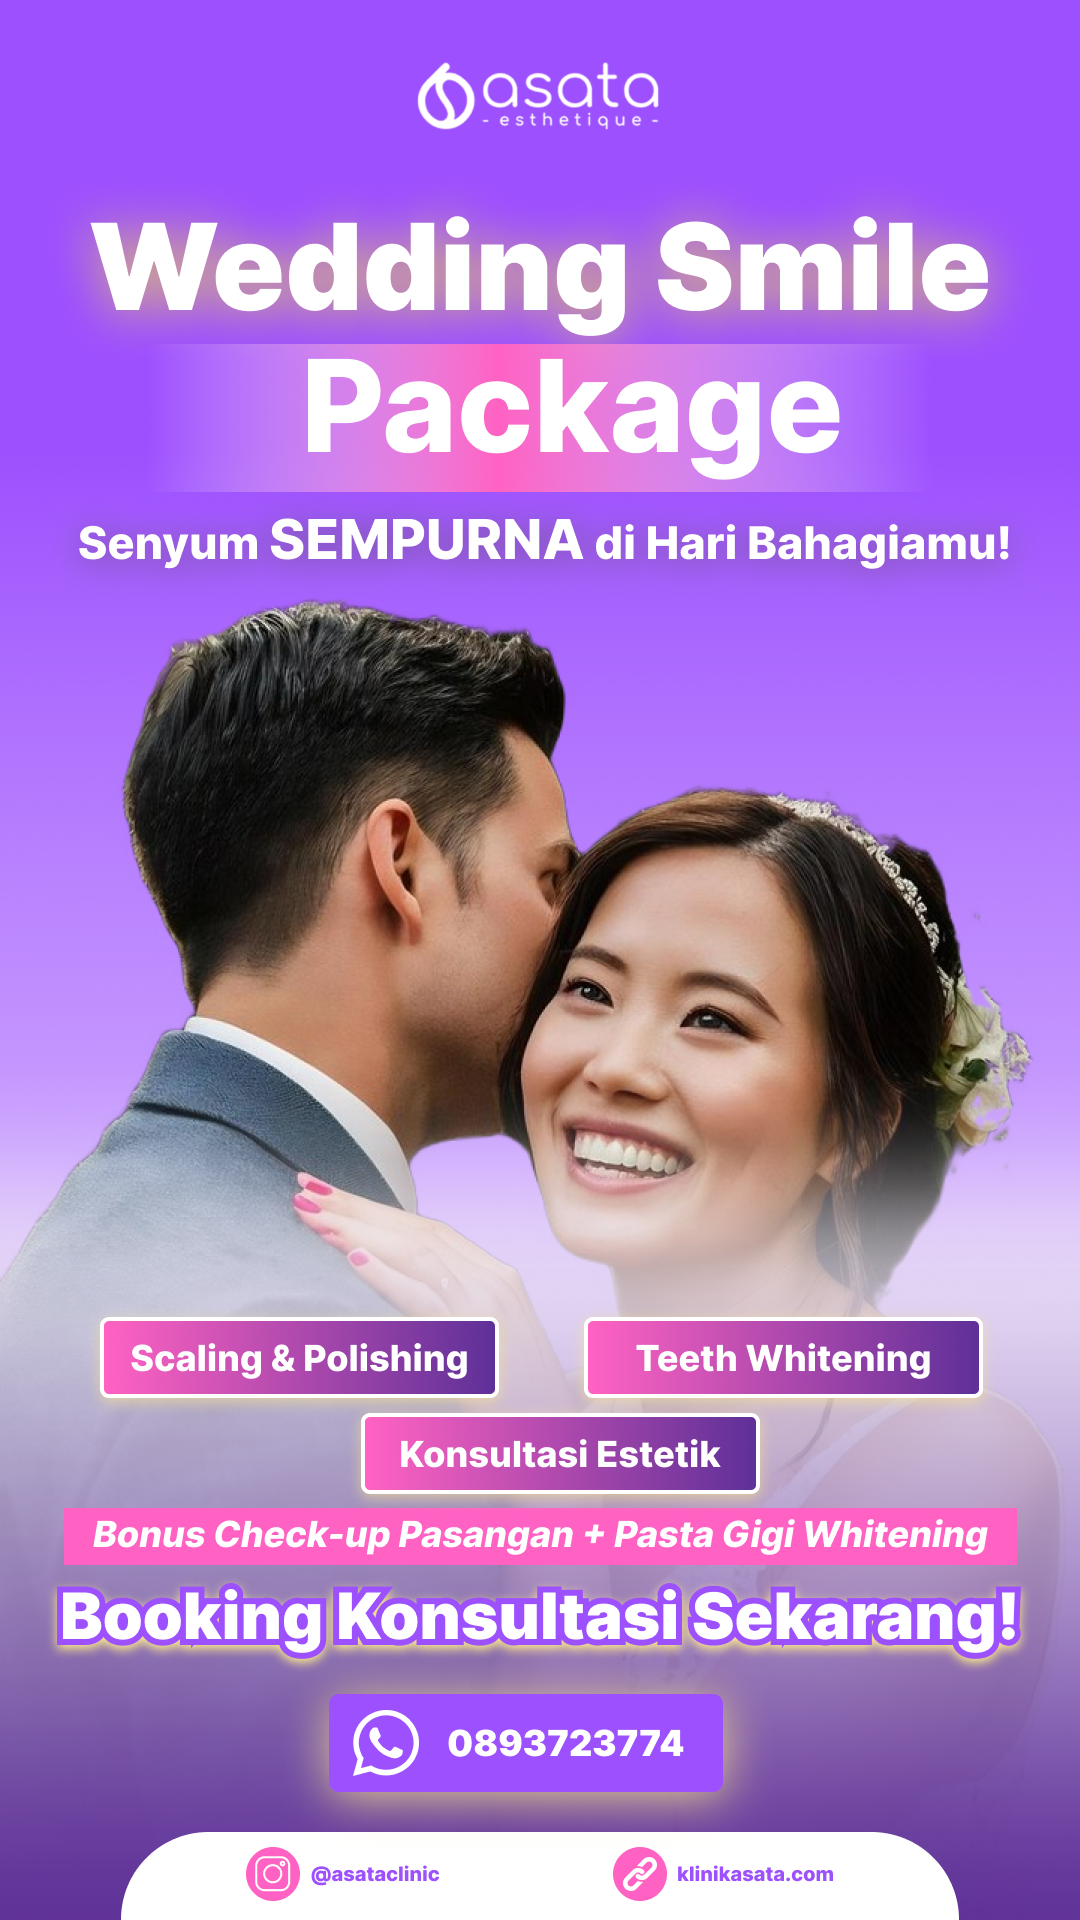 asata
- esthetique -
Wedding Smile
Package
Senyum SEMPURNA di Hari Bahagiamu!
Scaling & Polishing
Teeth Whitening
Konsultasi Estetik
Bonus Check-up Pasangan + Pasta Gigi Whitening
Booking Konsultasi Sekarang!
0893723774
@asataclinic
klinikasata.com